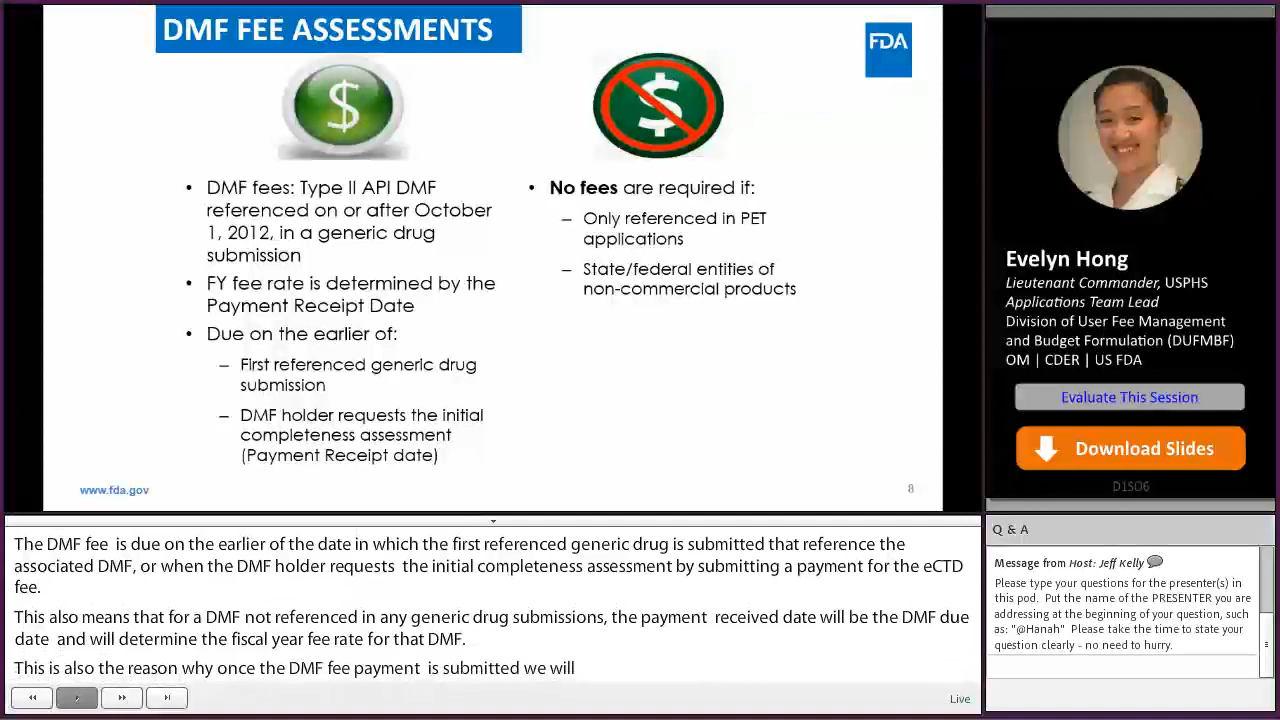 DMF FEE ASSESSMENTS
FDA
$
$
• DMF fees: Type II API DMF
referenced on or after October
1, 2012, in a generic drug
submission
• FY fee rate is determined by the
Payment Receipt Date
• Due on the earlier of:
– First referenced generic drug
submission
– DMF holder requests the initial
completeness assessment
(Payment Receipt date)
• No fees are required if:
– Only referenced in PET
applications
– State/federal entities of
non-commercial products
www.fda.gov
8
Evelyn Hong
Lieutenant Commander, USPHS
Applications Team Lead
Division of User Fee Management
and Budget Formulation (DUFMBF)
OM | CDER | US FDA
Evaluate This Session
Download Slides
D1S06
The DMF fee is due on the earlier of the date in which the first referenced generic drug is submitted that reference the
associated DMF, or when the DMF holder requests the initial completeness assessment by submitting a payment for the eCTD
fee.
This also means that for a DMF not referenced in any generic drug submissions, the payment received date will be the DMF due
date and will determine the fiscal year fee rate for that DMF.
This is also the reason why once the DMF fee payment is submitted we will
Live
Q & A
Message from Host: Jeff Kelly
Please type your questions for the presenter(s) in
this pod. Put the name of the PRESENTER you are
addressing at the beginning of your question, such
as: "@Hanah" Please take the time to state your
question clearly - no need to hurry.